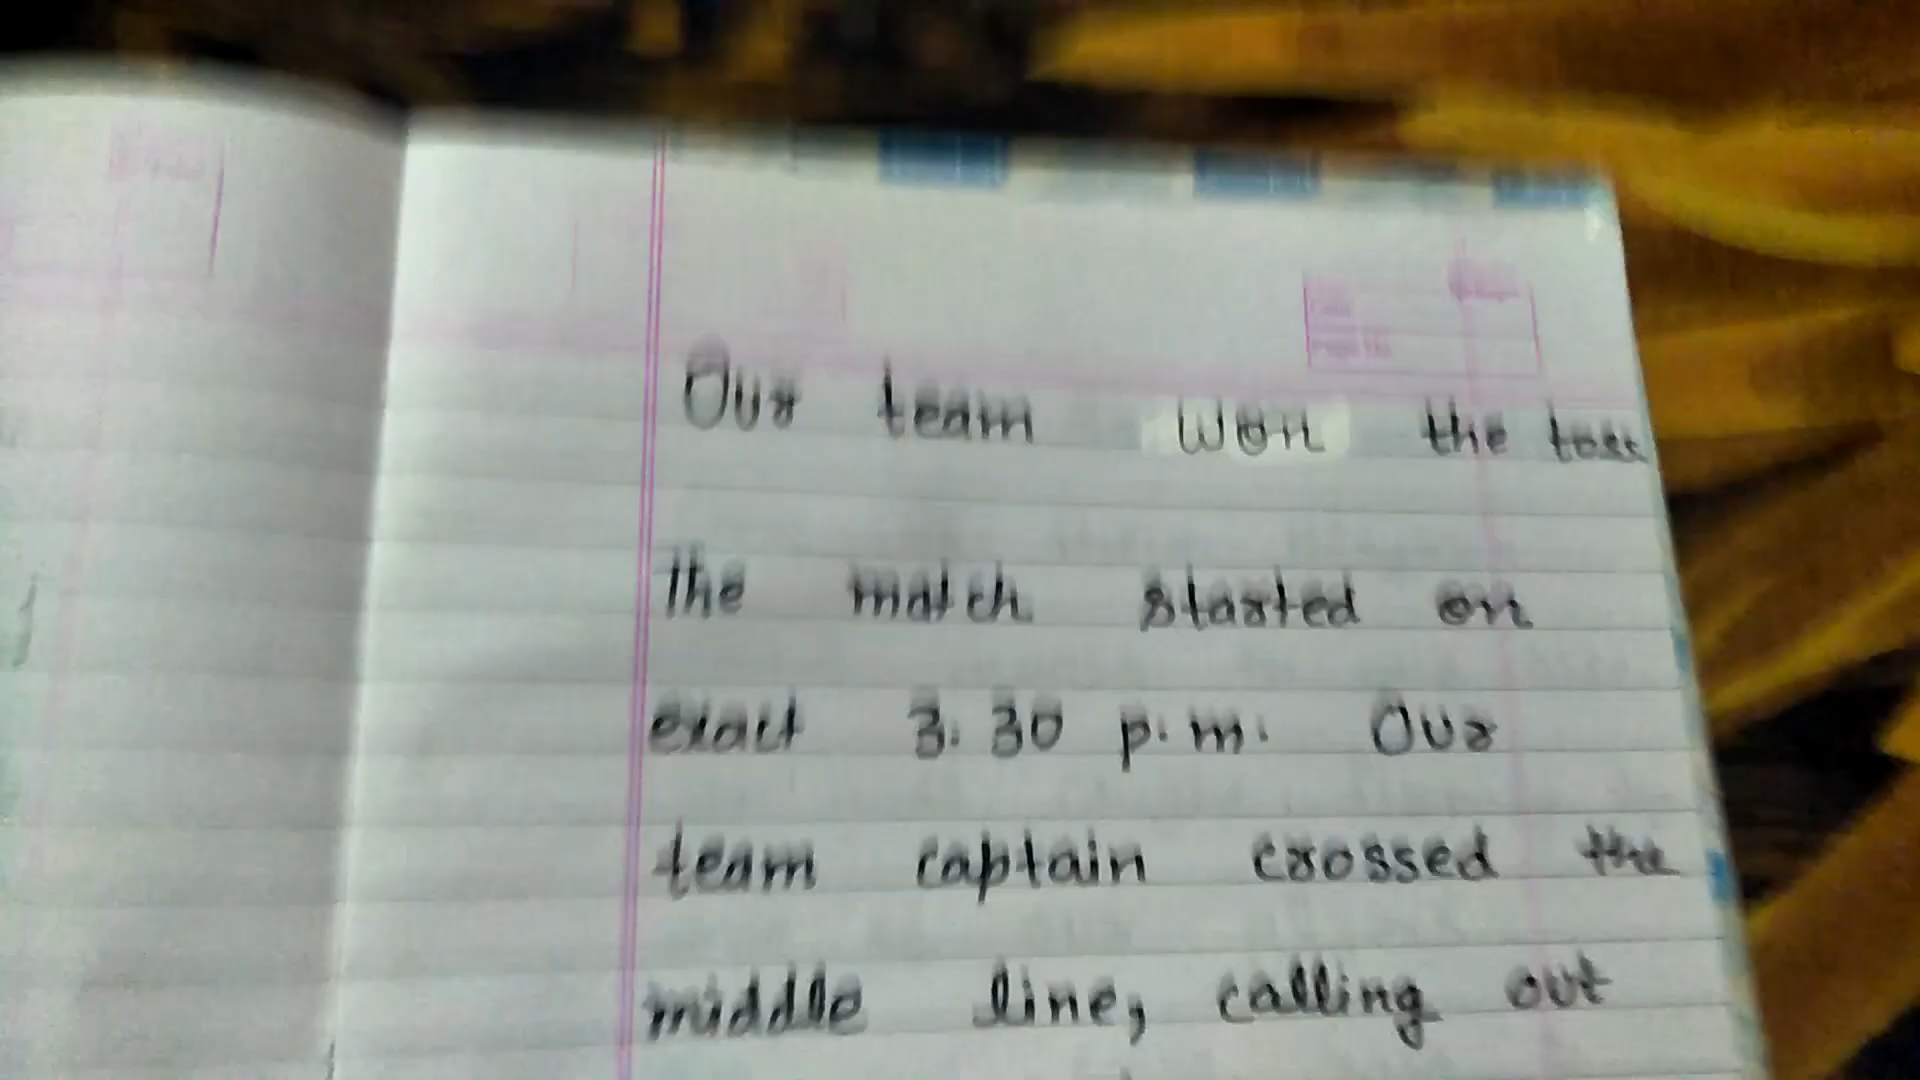 Our team won the toss
The match started on
exact 3.30 p.m. Our
team captain crossed the
middle line, calling out